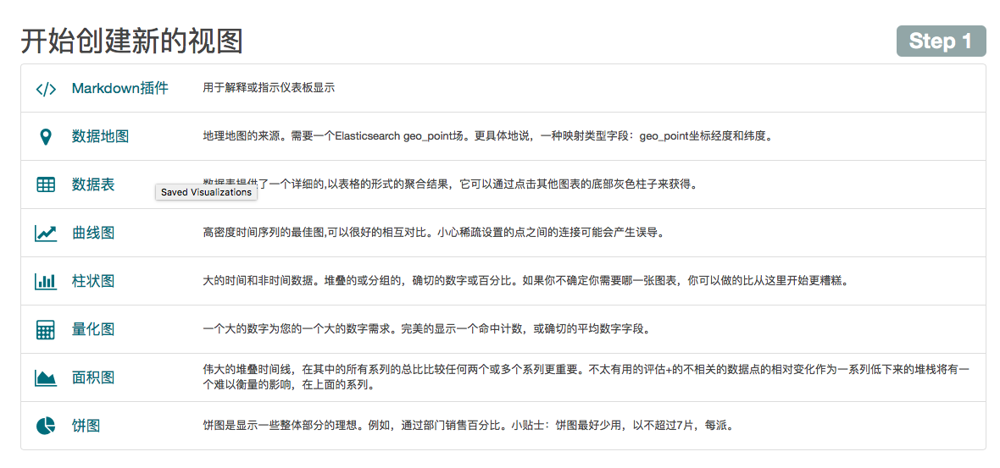 开始创建新的视图
Step 1
Markdown插件
用于解释或指示仪表板显示
数据地图
地理地图的来源。需要一个Elasticsearch geo_point场。更具体地说，一种映射类型字段：geo_point坐标经度和纬度。
数据表
数据表提供了一个详细的,以表格的形式的聚合结果，它可以通过点击其他图表的底部灰色柱子来获得。
Saved Visualizations
曲线图
高密度时间序列的最佳图,可以很好的相互对比。小心稀疏设置的点之间的连接可能会产生误导。
柱状图
大的时间和非时间数据。堆叠的或分组的，确切的数字或百分比。如果你不确定你需要哪一张图表，你可以做的比从这里开始更糟糕。
量化图
一个大的数字为您的一个大的数字需求。完美的显示一个命中计数，或确切的平均数字字段。
面积图
伟大的堆叠时间线，在其中的所有系列的总比比较任何两个或多个系列更重要。不太有用的评估+的不相关的数据点的相对变化作为一系列低下来的堆栈将有一
个难以衡量的影响，在上面的系列。
饼图
饼图是显示一些整体部分的理想。例如，通过部门销售百分比。小贴士：饼图最好少用，以不超过7片，每派。